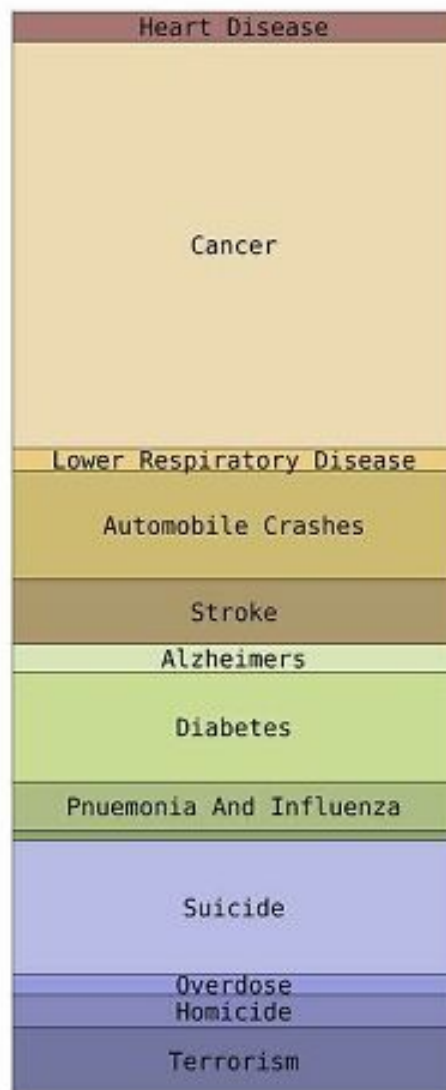 Heart Disease
Cancer
Lower Respiratory Disease
Automobile Crashes
Stroke
Alzheimers
Diabetes
Pnuemonia And Influenza
Suicide
Overdose
Homicide
Terrorism